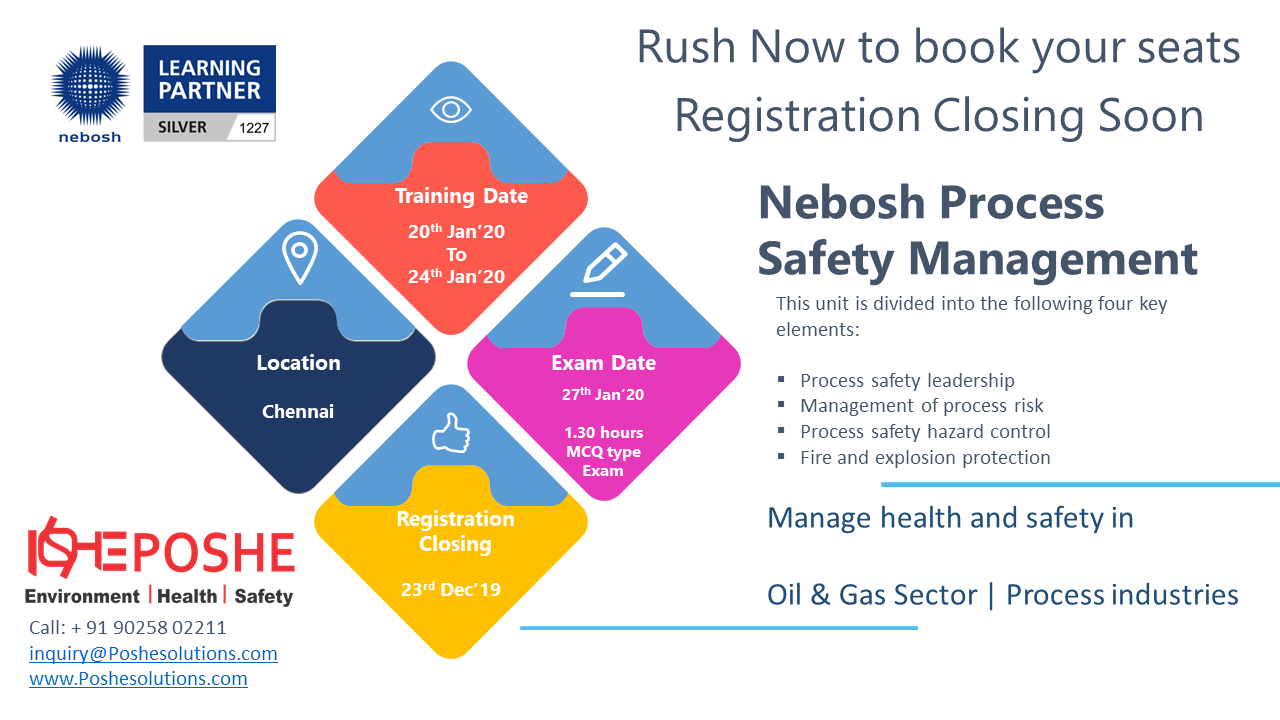 nebosh
LEARNING
PARTNER
SILVER 1227
Rush Now to book your seats
Registration Closing Soon
Training Date
20th Jan’20
To
24th Jan’20
Location
Chennai
Exam Date
27th Jan’20
1.30 hours
MCQ type
Exam
Registration
Closing
23rd Dec’19
Nebosh Process
Safety Management
This unit is divided into the following four key
elements:
▪ Process safety leadership
▪ Management of process risk
▪ Process safety hazard control
▪ Fire and explosion protection
Manage health and safety in
Oil & Gas Sector | Process industries
POSHE
Environment | Health | Safety
Call: + 91 90258 02211
inquiry@Poshesolutions.com
www.Poshesolutions.com